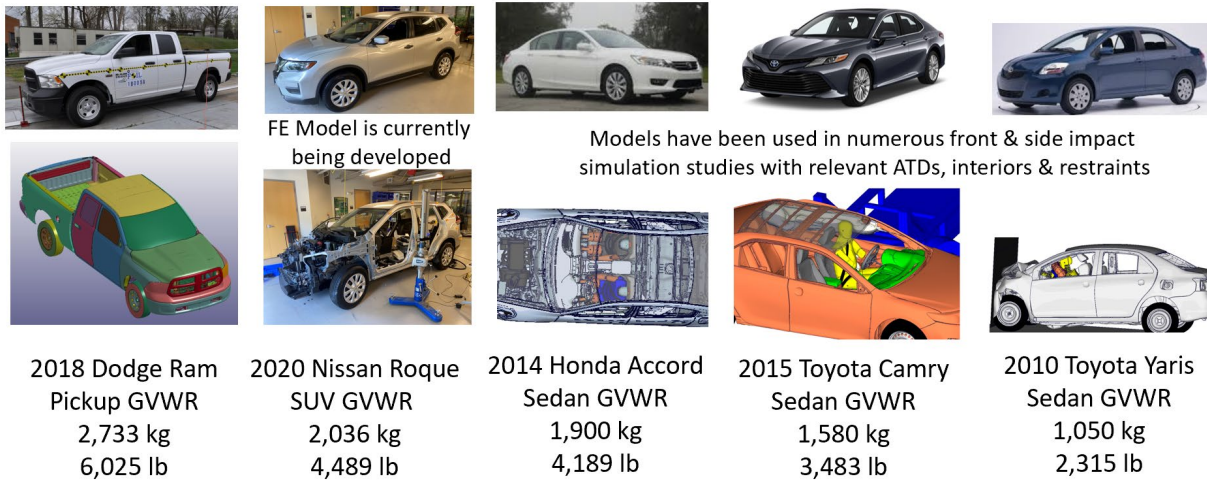 FE Model is currently
being developed
Models have been used in numerous front & side impact
simulation studies with relevant ATDs, interiors & restraints
2018 Dodge Ram
Pickup GVWR
2,733 kg
6,025 lb
2020 Nissan Roque
SUV GVWR
2,036 kg
4,489 lb
2014 Honda Accord
Sedan GVWR
1,900 kg
4,189 lb
2015 Toyota Camry
Sedan GVWR
1,580 kg
3,483 lb
2010 Toyota Yaris
Sedan GVWR
1,050 kg
2,315 lb